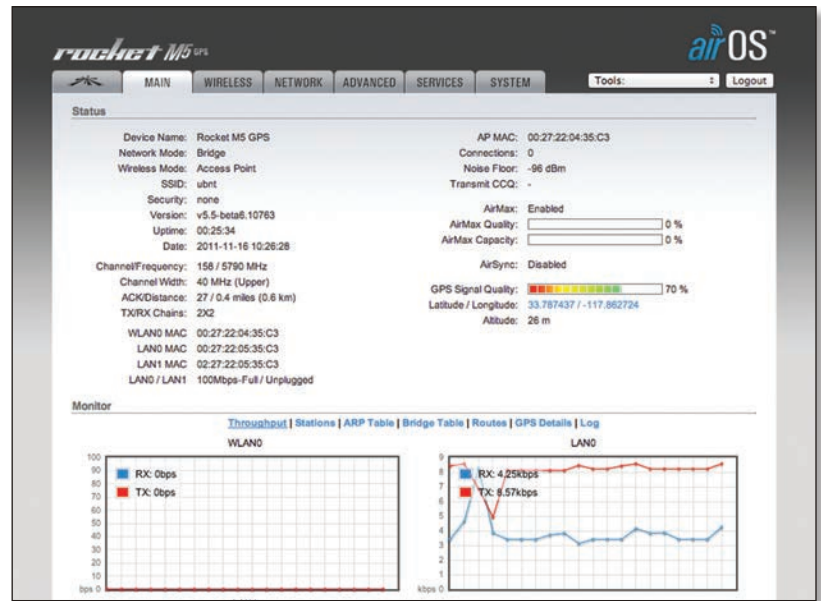 rocket M5 GPS
airOS™
MAIN WIRELESS NETWORK ADVANCED SERVICES SYSTEM Tools: Logout
Status
Device Name: Rocket M5 GPS
Network Mode: Bridge
Wireless Mode: Access Point
SSID: ubnt
Security: none
Version: v5.5-beta6.10763
Uptime: 00:25:34
Date: 2011-11-16 10:26:28
Channel/Frequency: 158 / 5790 MHz
Channel Width: 40 MHz (Upper)
ACK/Distance: 27 / 0.4 miles (0.6 km)
TX/RX Chains: 2X2
WLAN0 MAC 00:27:22:04:35:C3
LAN0 MAC 00:27:22:05:35:C3
LAN1 MAC 02:27:22:05:35:C3
LAN0 / LAN1 100Mbps-Full / Unplugged
AP MAC: 00:27:22:04:35:C3
Connections: 0
Noise Floor: -96 dBm
Transmit CCQ: -
AirMax: Enabled
AirMax Quality: 0 %
AirMax Capacity: 0 %
AirSync: Disabled
GPS Signal Quality: 70 %
Latitude / Longitude: 33.787437 / -117.862724
Altitude: 26 m
Monitor
Throughput | Stations | ARP Table | Bridge Table | Routes | GPS Details | Log
WLAN0
100
90
80
70
60
50
40
30
20
10
bps 0
RX: 0bps
TX: 0bps
LAN0
9
8
7
6
5
4
3
2
1
kbps 0
RX: 4.25kbps
TX: 8.57kbps